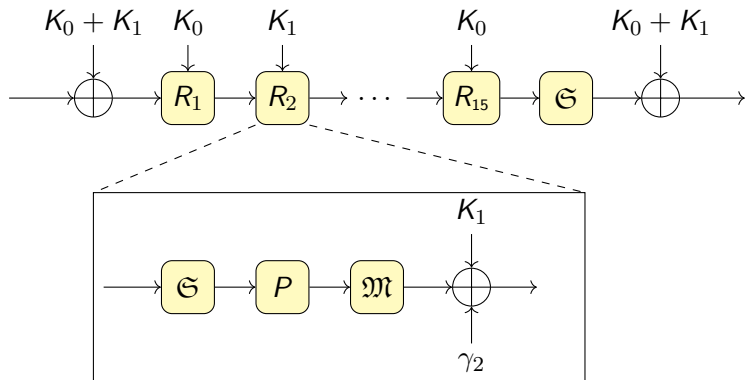 K₀ + K₁ K₀ K₁ K₀ K₀ + K₁
R₁ R₂ ··· R₁₅ 𝔖
K₁
𝔖 P 𝔐
γ₂